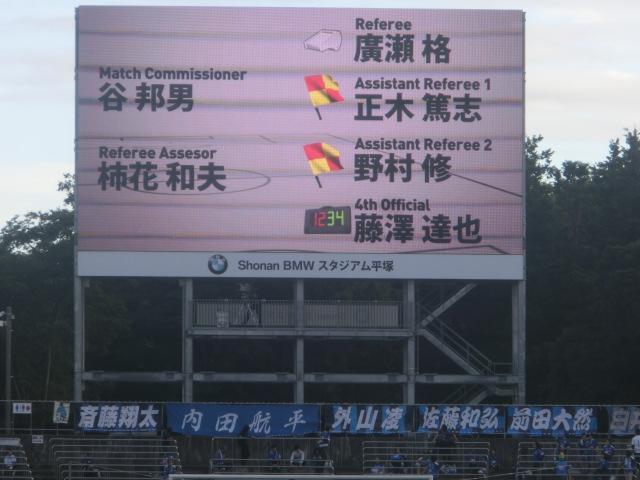 Referee
廣瀬 格
Match Commissioner
谷 邦男
Assistant Referee 1
正木 篤志
Referee Assesor
柿花 和夫
Assistant Referee 2
野村 修
4th Official
藤澤 達也
1234
Shonan BMW スタジアム平塚
斉藤翔太
内田航平
外山凌
佐藤和弘
前田大然